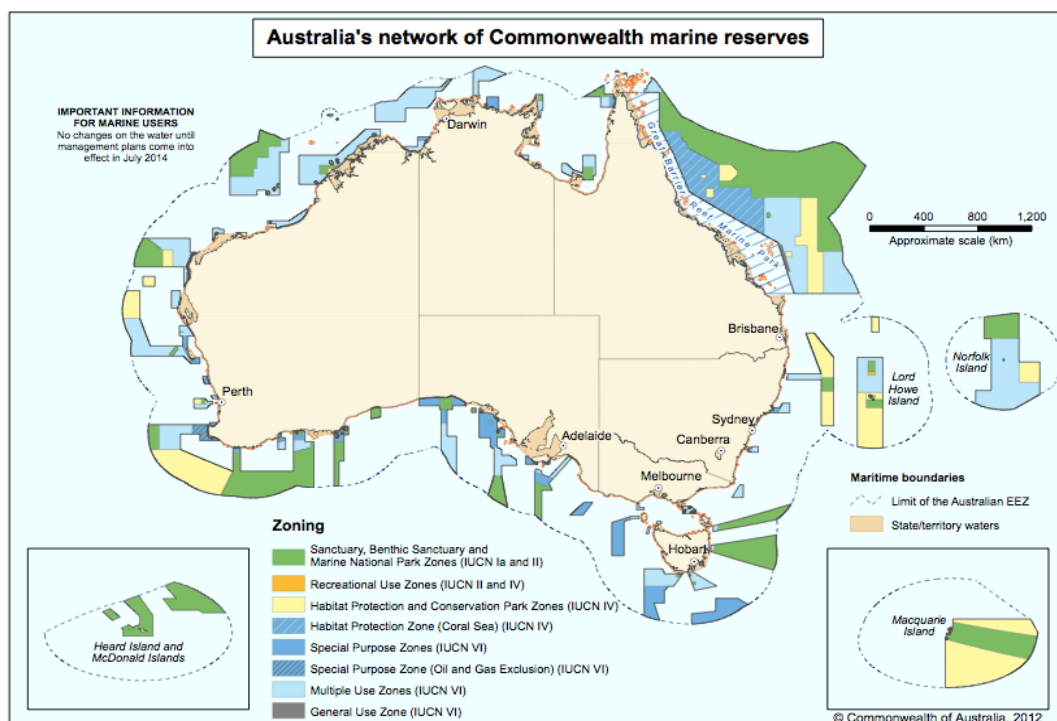 Australia's network of Commonwealth marine reserves
IMPORTANT INFORMATION
FOR MARINE USERS
No changes on the water until
management plans come into
effect in July 2014
Darwin
Great Barrier Reef Marine Park
0 400 800 1,200
Approximate scale (km)
Brisbane
Norfolk
Island
Lord
Howe
Island
Perth
Sydney
Adelaide
Canberra
Melbourne
Hobart
Maritime boundaries
Limit of the Australian EEZ
State/territory waters
Zoning
Sanctuary, Benthic Sanctuary and
Marine National Park Zones (IUCN Ia and II)
Recreational Use Zones (IUCN II and IV)
Habitat Protection and Conservation Park Zones (IUCN IV)
Habitat Protection Zone (Coral Sea) (IUCN IV)
Special Purpose Zones (IUCN VI)
Special Purpose Zone (Oil and Gas Exclusion) (IUCN VI)
Multiple Use Zones (IUCN VI)
General Use Zone (IUCN VI)
Heard Island and
McDonald Islands
Macquarie
Island
© Commonwealth of Australia, 2012